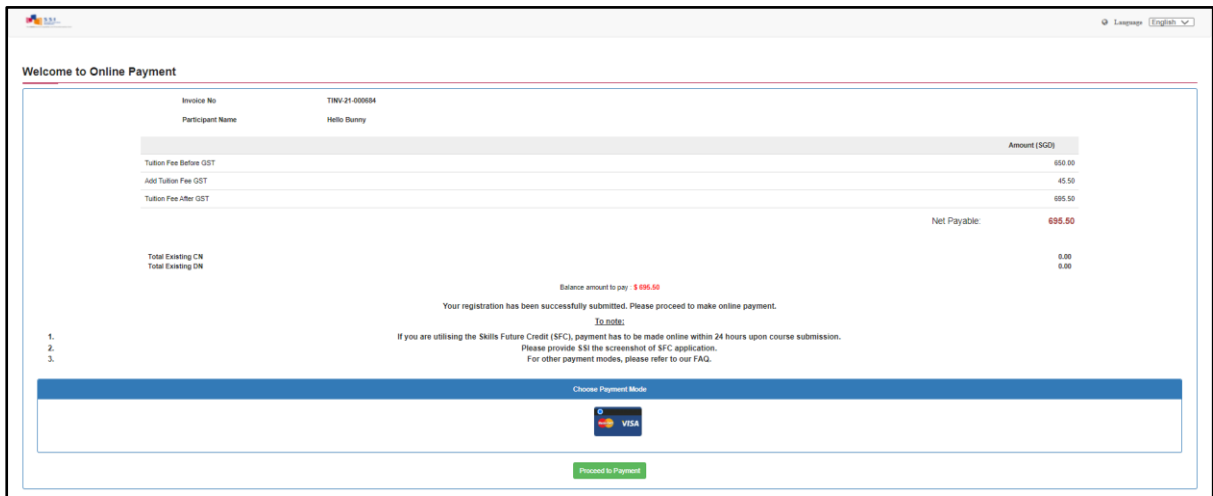 SSI
Language English
Welcome to Online Payment
Invoice No TINV-21-000684
Participant Name Hello Bunny
Amount (SGD)
Tuition Fee Before GST 650.00
Add Tuition Fee GST 45.50
Tuition Fee After GST 695.50
Net Payable: 695.50
Total Existing CN 0.00
Total Existing DN 0.00
Balance amount to pay : $ 695.50
Your registration has been successfully submitted. Please proceed to make online payment.
To note:
1. If you are utilising the Skills Future Credit (SFC), payment has to be made online within 24 hours upon course submission.
2. Please provide SSI the screenshot of SFC application.
3. For other payment modes, please refer to our FAQ.
Choose Payment Mode
VISA
Proceed to Payment